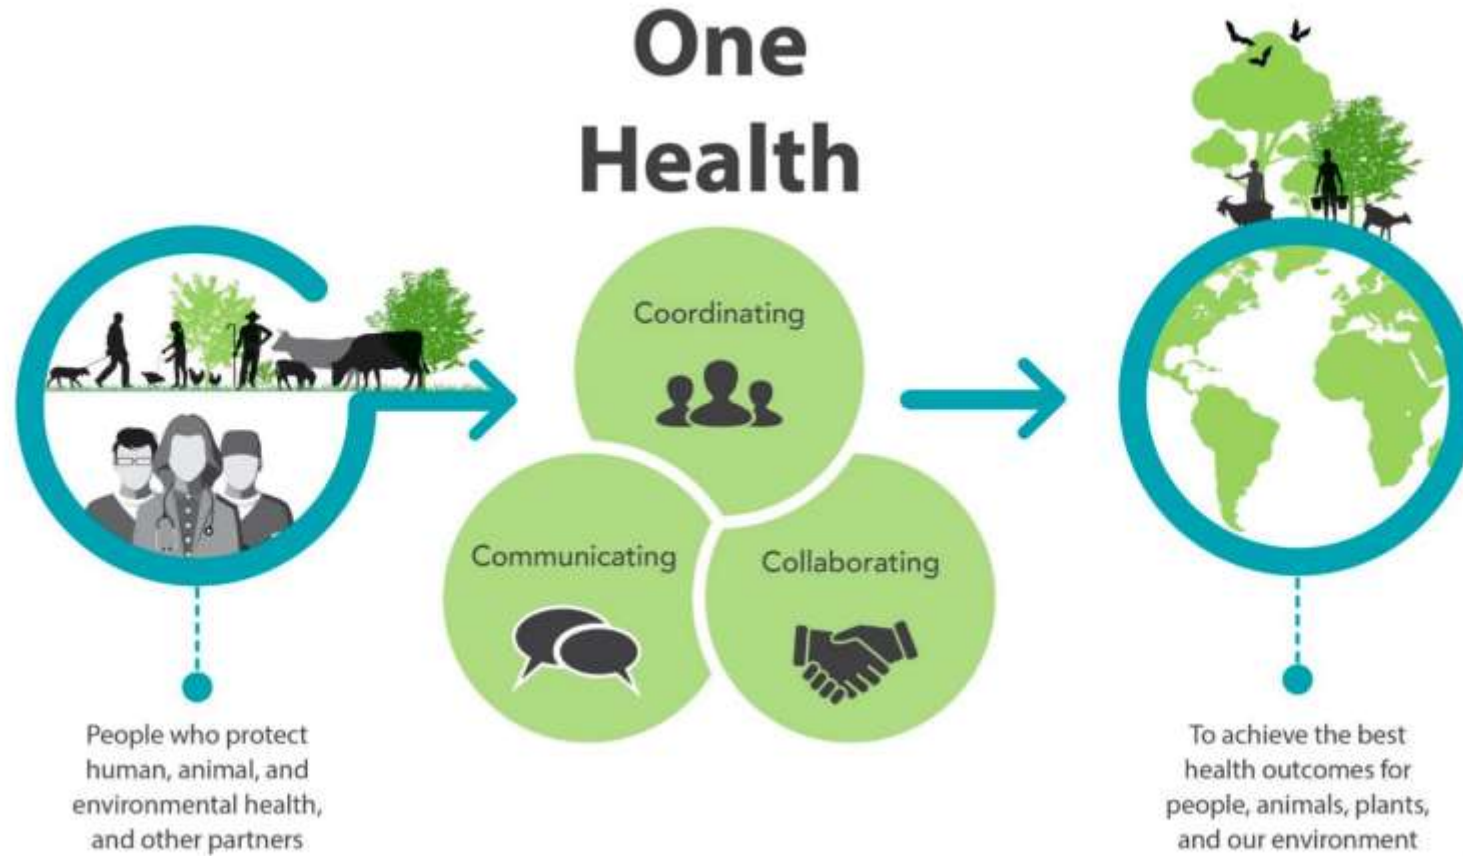 One
Health
Coordinating
Communicating
Collaborating
People who protect
human, animal, and
environmental health,
and other partners
To achieve the best
health outcomes for
people, animals, plants,
and our environment